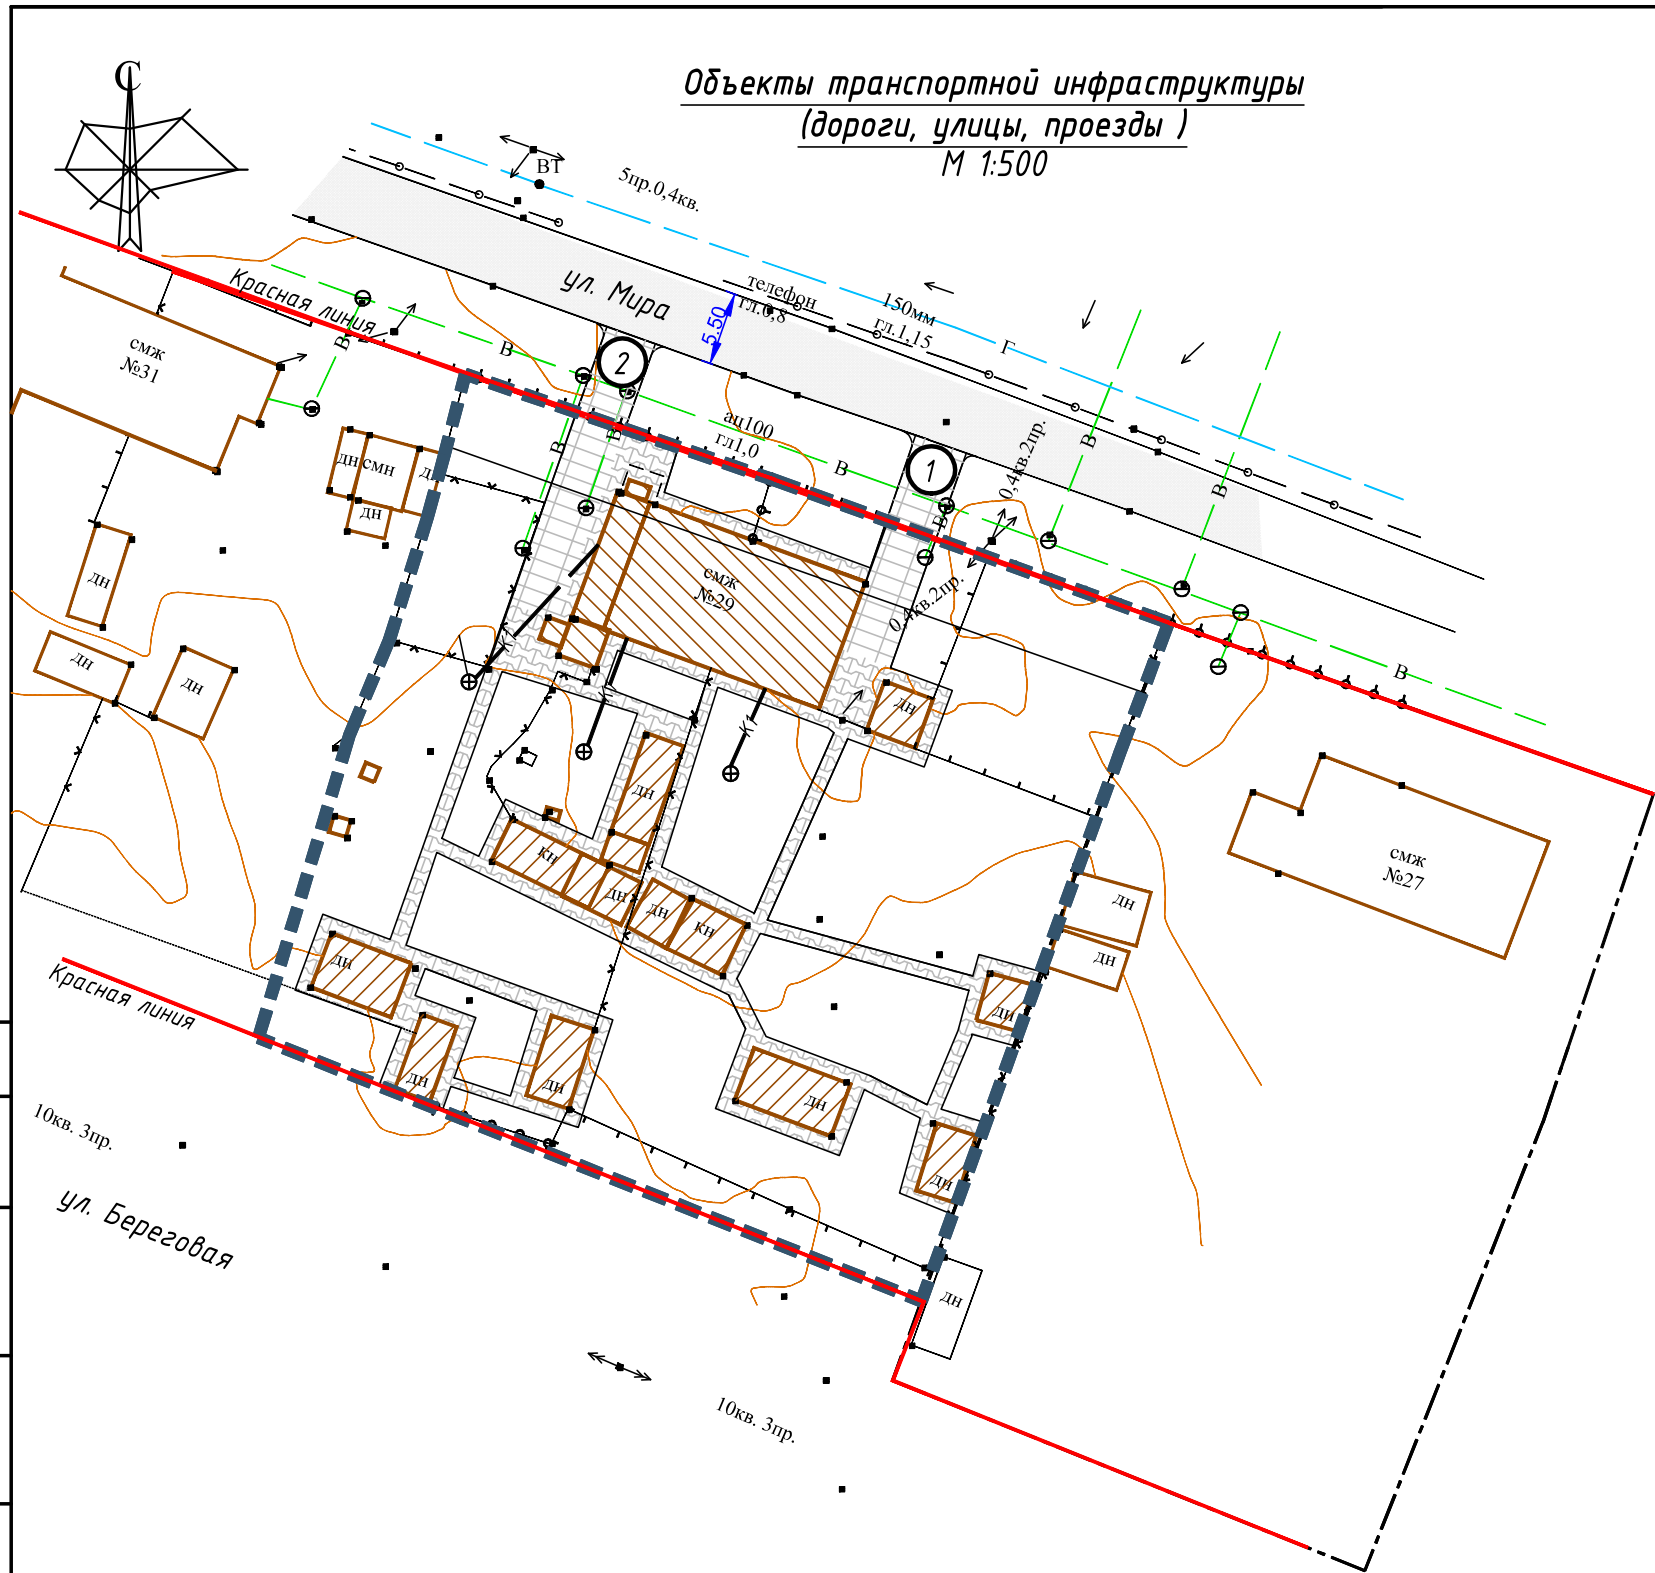 С
Объекты транспортной инфраструктуры
(дороги, улицы, проезды )
М 1:500
ВТ
5пр.0,4кв.
ул. Мира
телефон
гл.0,8
150мм
гл.1,15
Г
5.50
Красная линия
В
В
2
смж
№31
ац100
гл1,0
В
В
В
1
0,4кв.2пр.
В
В
В
дн
смн
дн
смж
№29
В
0,4кв.2пр.
дн
дн
дн
К1
К1
дн
В
дн
кн
дн
дн
кн
смж
№27
дн
дн
дн
дн
Красная линия
дн
дн
дн
дн
10кв. 3пр.
ул. Береговая
дн
10кв. 3пр.